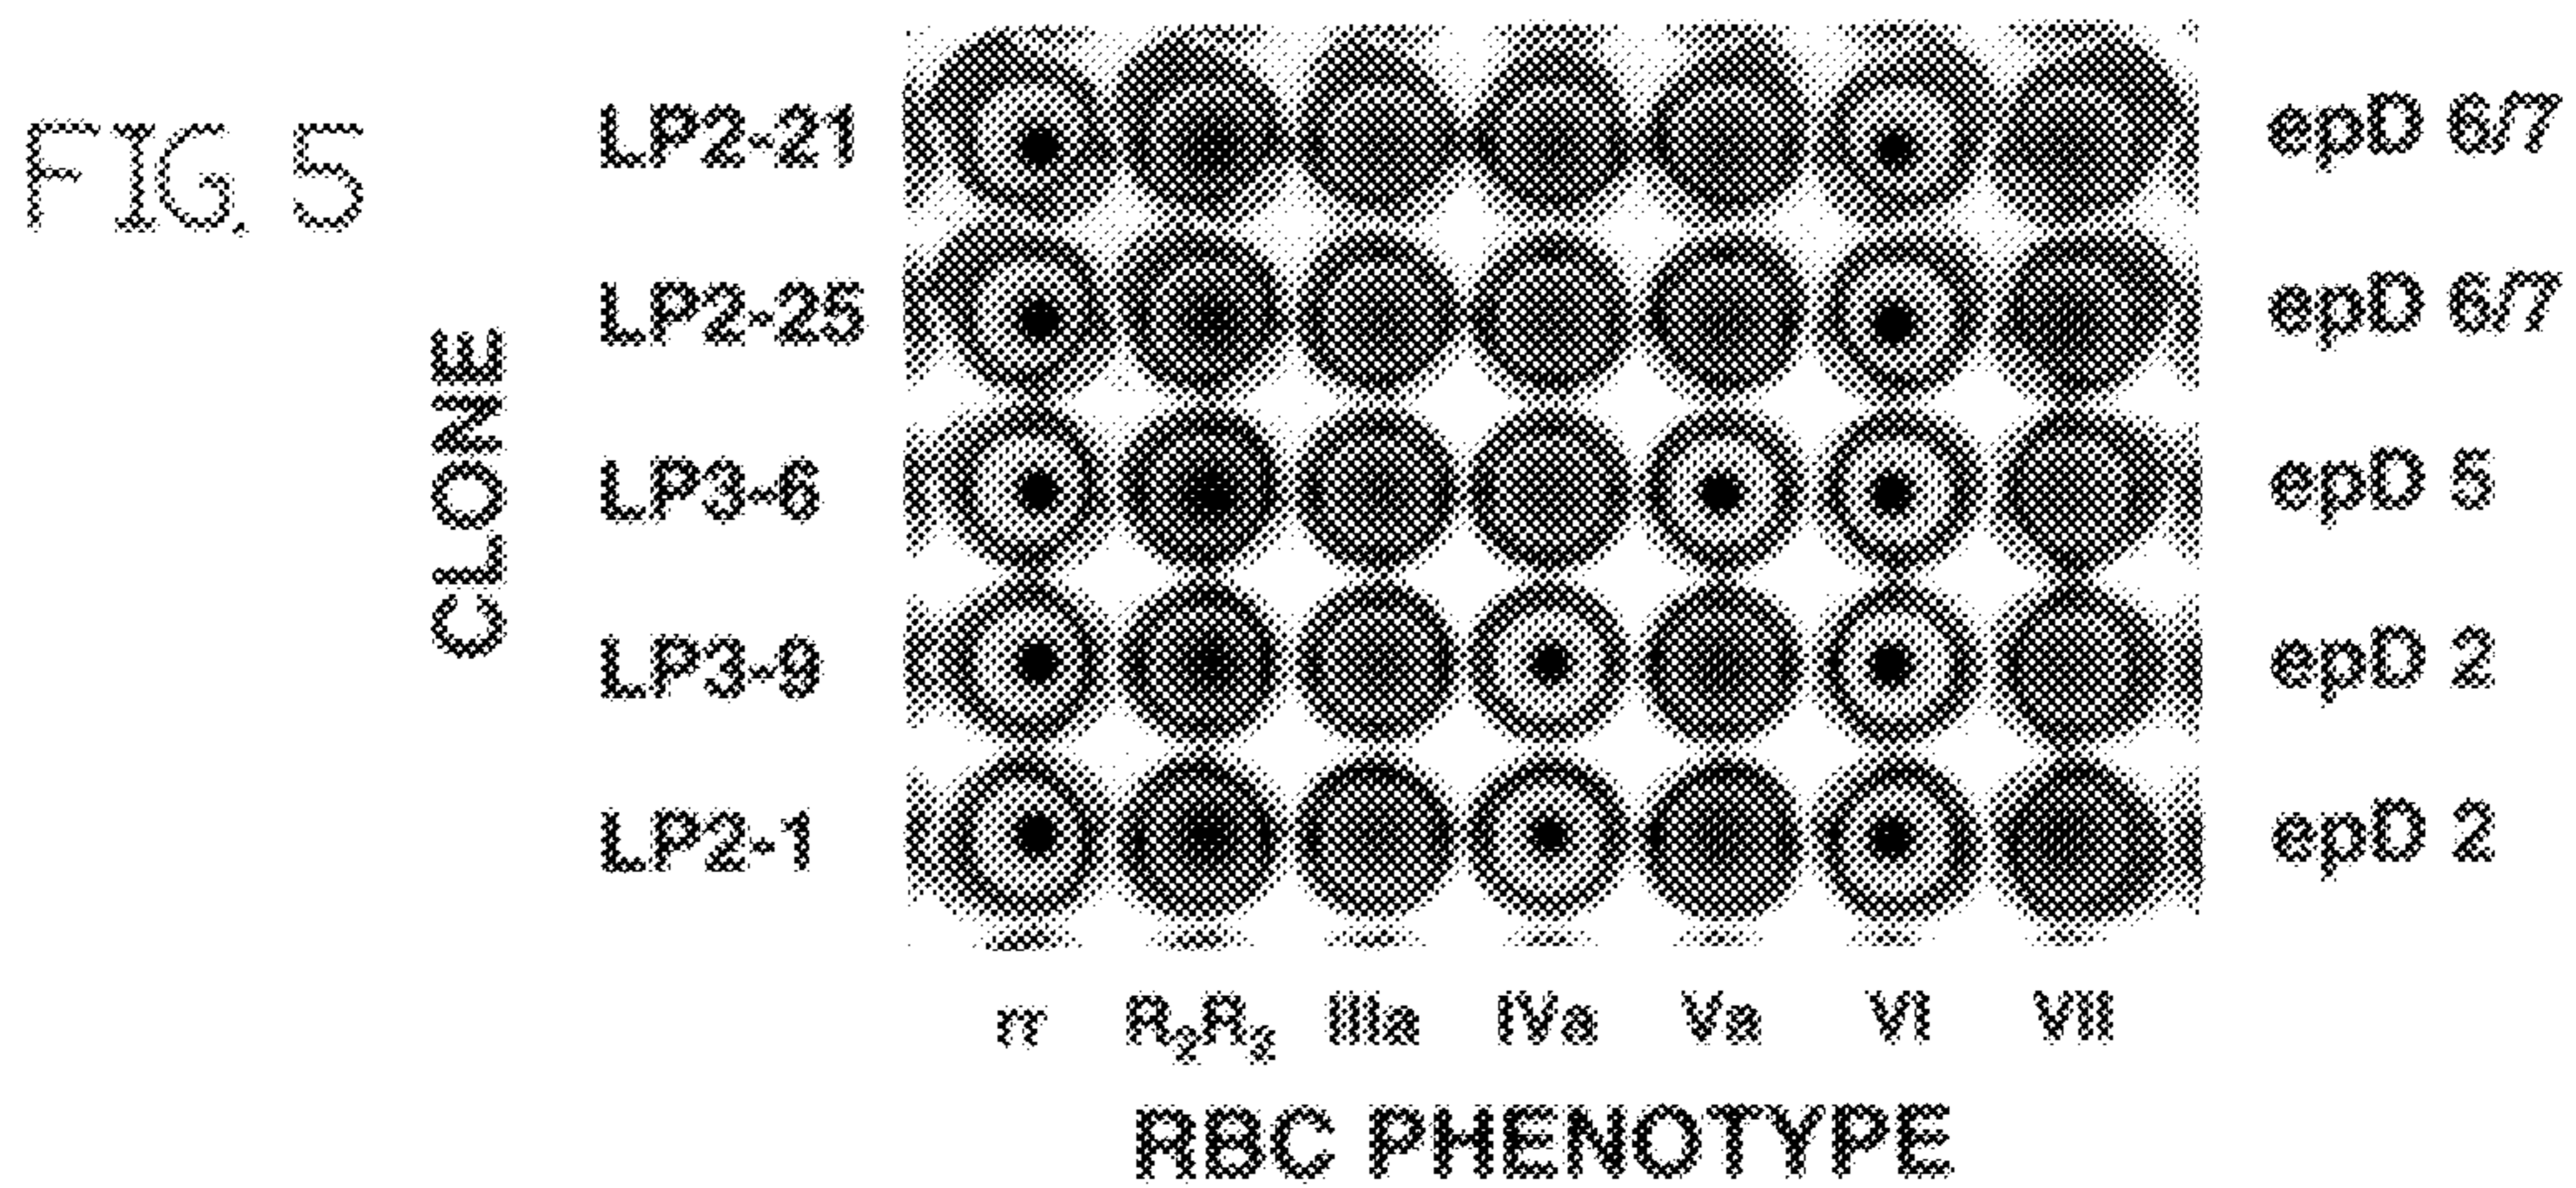 FIG. 5
CLONE
LP2-21 epD 6/7
LP2-25 epD 6/7
LP3-6 epD 5
LP3-9 epD 2
LP2-1 epD 2
rr R₂R₂ IIIa IVa Va VI VII
RBC PHENOTYPE